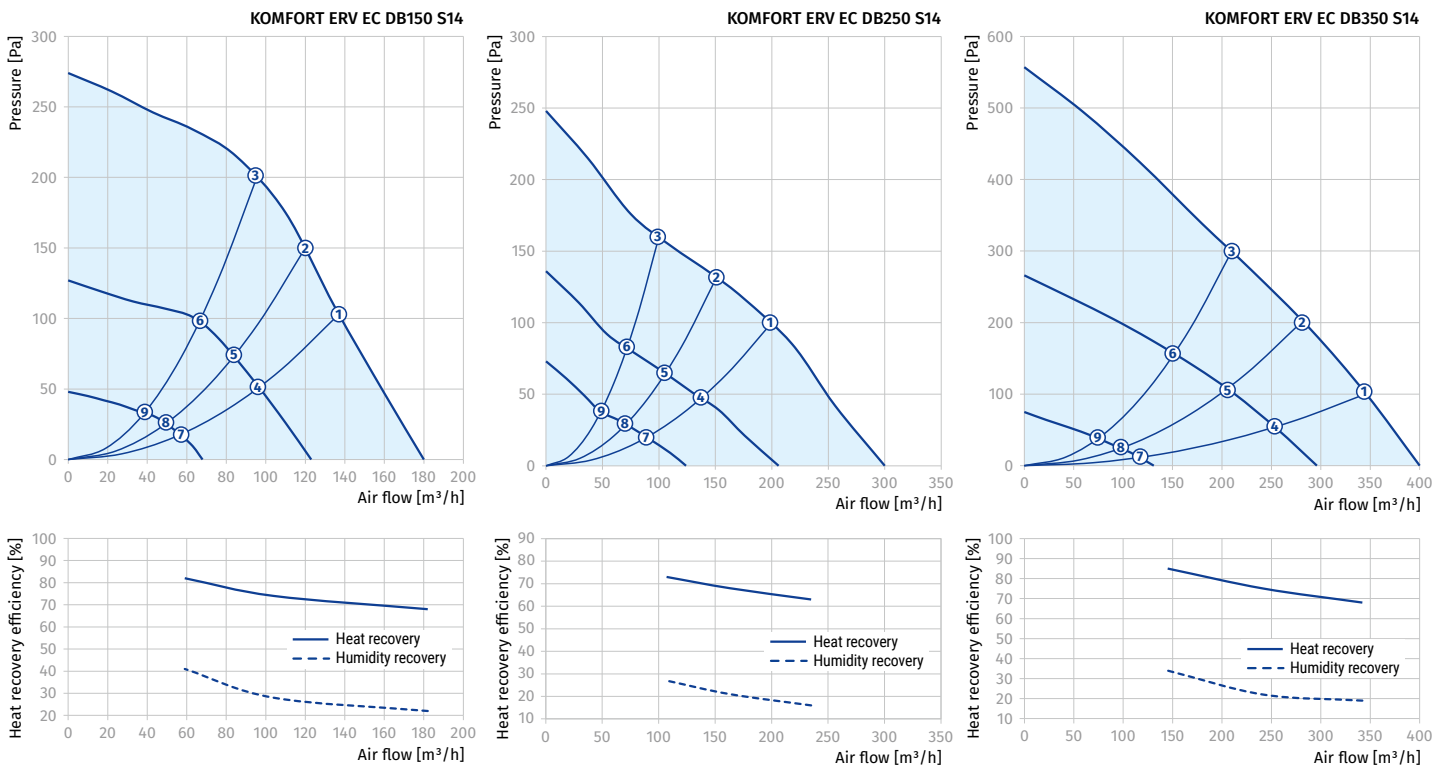 KOMFORT ERV EC DB150 S14
Pressure [Pa]
300
250
200
150
100
50
0
0 20 40 60 80 100 120 140 160 180 200
Air flow [m³/h]
3
2
1
6
5
4
9
8
7
Heat recovery efficiency [%]
100
90
80
70
60
50
40
30
20
Heat recovery
Humidity recovery
0 20 40 60 80 100 120 140 160 180 200
Air flow [m³/h]
KOMFORT ERV EC DB250 S14
Pressure [Pa]
300
250
200
150
100
50
0
0 50 100 150 200 250 300 350
Air flow [m³/h]
3
2
1
6
5
4
9
8
7
Heat recovery efficiency [%]
90
80
70
60
50
40
30
20
10
Heat recovery
Humidity recovery
0 50 100 150 200 250 300 350
Air flow [m³/h]
KOMFORT ERV EC DB350 S14
Pressure [Pa]
600
500
400
300
200
100
0
0 50 100 150 200 250 300 350 400
Air flow [m³/h]
3
2
1
6
5
4
9
8
7
Heat recovery efficiency [%]
100
90
80
70
60
50
40
30
20
10
Heat recovery
Humidity recovery
0 50 100 150 200 250 300 350 400
Air flow [m³/h]